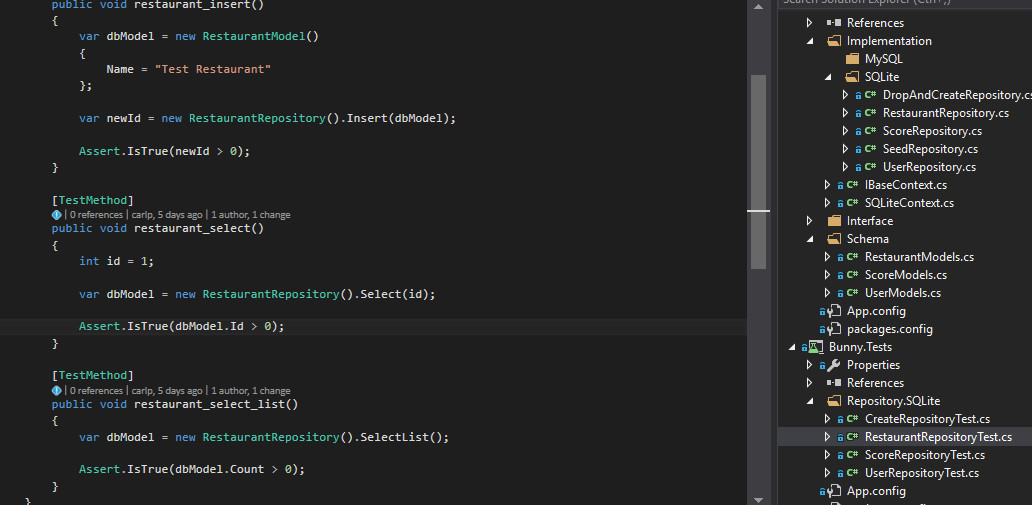 public void restaurant_insert()
{
var dbModel = new RestaurantModel()
{
Name = "Test Restaurant"
};
var newId = new RestaurantRepository().Insert(dbModel);
Assert.IsTrue(newId > 0);
}
[TestMethod]
0 references | carlp, 5 days ago | 1 author, 1 change
public void restaurant_select()
{
int id = 1;
var dbModel = new RestaurantRepository().Select(id);
Assert.IsTrue(dbModel.Id > 0);
}
[TestMethod]
0 references | carlp, 5 days ago | 1 author, 1 change
public void restaurant_select_list()
{
var dbModel = new RestaurantRepository().SelectList();
Assert.IsTrue(dbModel.Count > 0);
}
}
Search Solution Explorer (Ctrl+;)
References
Implementation
MySQL
SQLite
C# DropAndCreateRepository.cs
C# RestaurantRepository.cs
C# ScoreRepository.cs
C# SeedRepository.cs
C# UserRepository.cs
C# IBaseContext.cs
C# SQLiteContext.cs
Interface
Schema
C# RestaurantModels.cs
C# ScoreModels.cs
C# UserModels.cs
App.config
packages.config
Bunny.Tests
Properties
References
Repository.SQLite
C# CreateRepositoryTest.cs
C# RestaurantRepositoryTest.cs
C# ScoreRepositoryTest.cs
C# UserRepositoryTest.cs
App.config